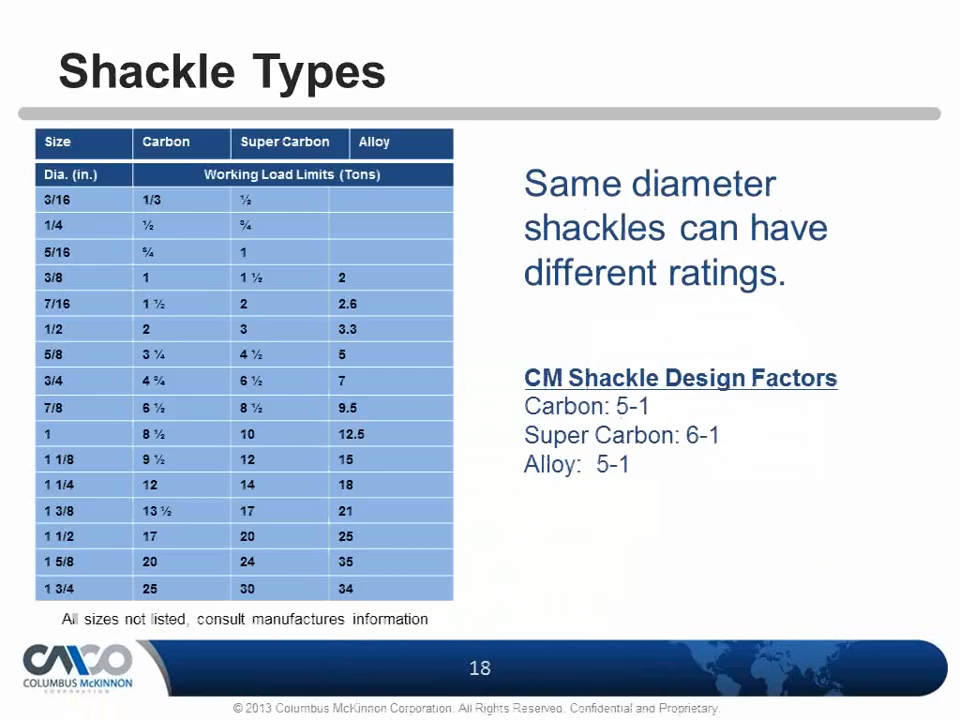 Shackle Types
Size Carbon Super Carbon Alloy
Dia. (in.) Working Load Limits (Tons)
3/16 1/3 ½
1/4 ½ ¾
5/16 ¾ 1
3/8 1 1 ½ 2
7/16 1 ½ 2 2.6
1/2 2 3 3.3
5/8 3 ¼ 4 ½ 5
3/4 4 ¾ 6 ½ 7
7/8 6 ½ 8 ½ 9.5
1 8 ½ 10 12.5
1 1/8 9 ½ 12 15
1 1/4 12 14 18
1 3/8 13 ½ 17 21
1 1/2 17 20 25
1 5/8 20 24 35
1 3/4 25 30 34
All sizes not listed, consult manufactures information
Same diameter
shackles can have
different ratings.
CM Shackle Design Factors
Carbon: 5-1
Super Carbon: 6-1
Alloy: 5-1
CMCO
COLUMBUS McKINNON
CORPORATION
18
© 2013 Columbus McKinnon Corporation. All Rights Reserved. Confidential and Proprietary.